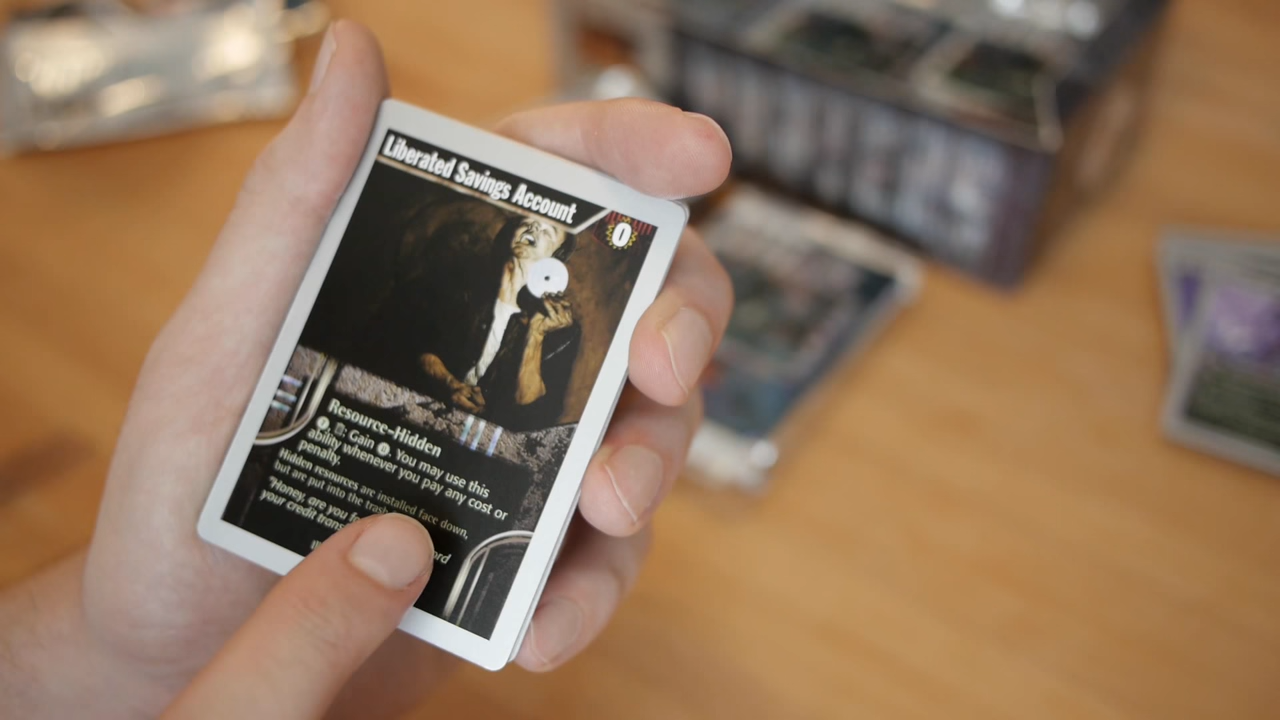 Liberated Savings Account
0
Resource-Hidden
: Gain . You may use this
ability whenever you pay any cost or
penalty.
Hidden resources are installed face down,
but are put into the trash
"Honey, are you
your credit